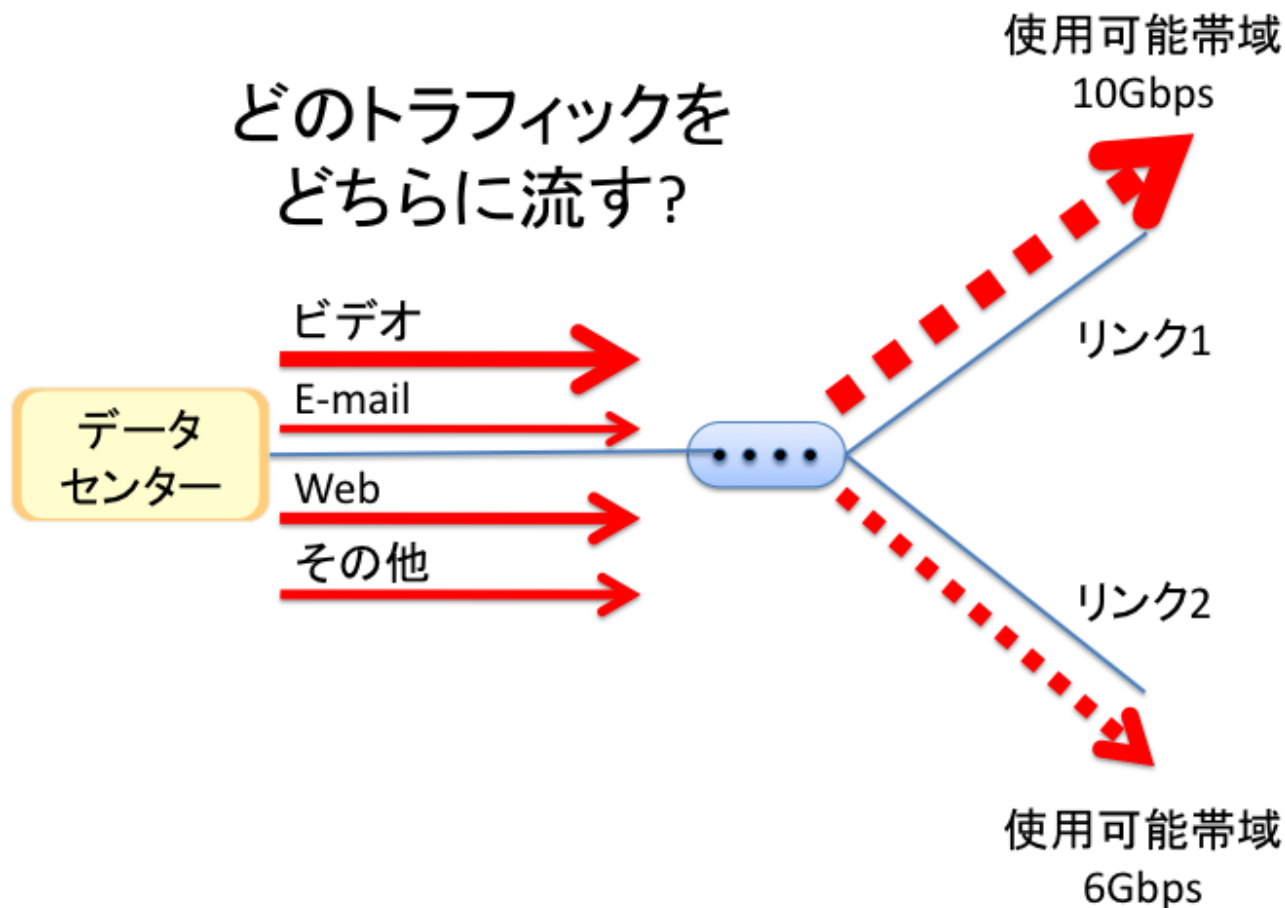 どのトラフィックを
どちらに流す?
使用可能帯域
10Gbps
ビデオ
E-mail
データ
センター
Web
その他
リンク1
リンク2
使用可能帯域
6Gbps